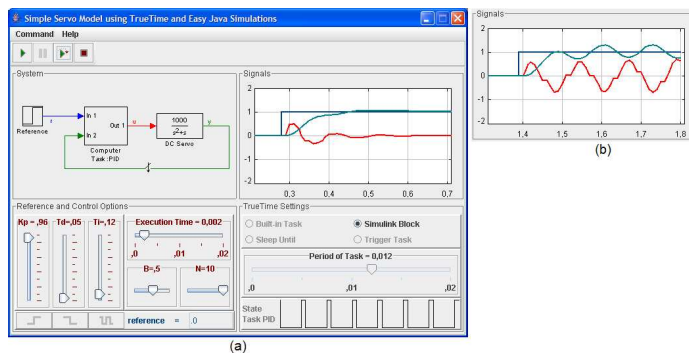 Simple Servo Model using TrueTime and Easy Java Simulations
Command Help
System
Reference
r
In 1
In 2
Out 1
Computer
Task :PID
u
1000
s²+s
DC Servo
y
Signals
2
1
0
-1
-2
0,3 0,4 0,5 0,6 0,7
Reference and Control Options
Kp = ,96 Td=,05 Ti=,12
Execution Time = 0,002
,0 ,01 ,02
B=,5 N=10
reference = ,0
TrueTime Settings
Built-in Task Simulink Block
Sleep Until Trigger Task
Period of Task = 0,012
,0 ,01 ,02
State
Task PID
(a)
Signals
2
1
0
-1
-2
1,4 1,5 1,6 1,7 1,8
(b)